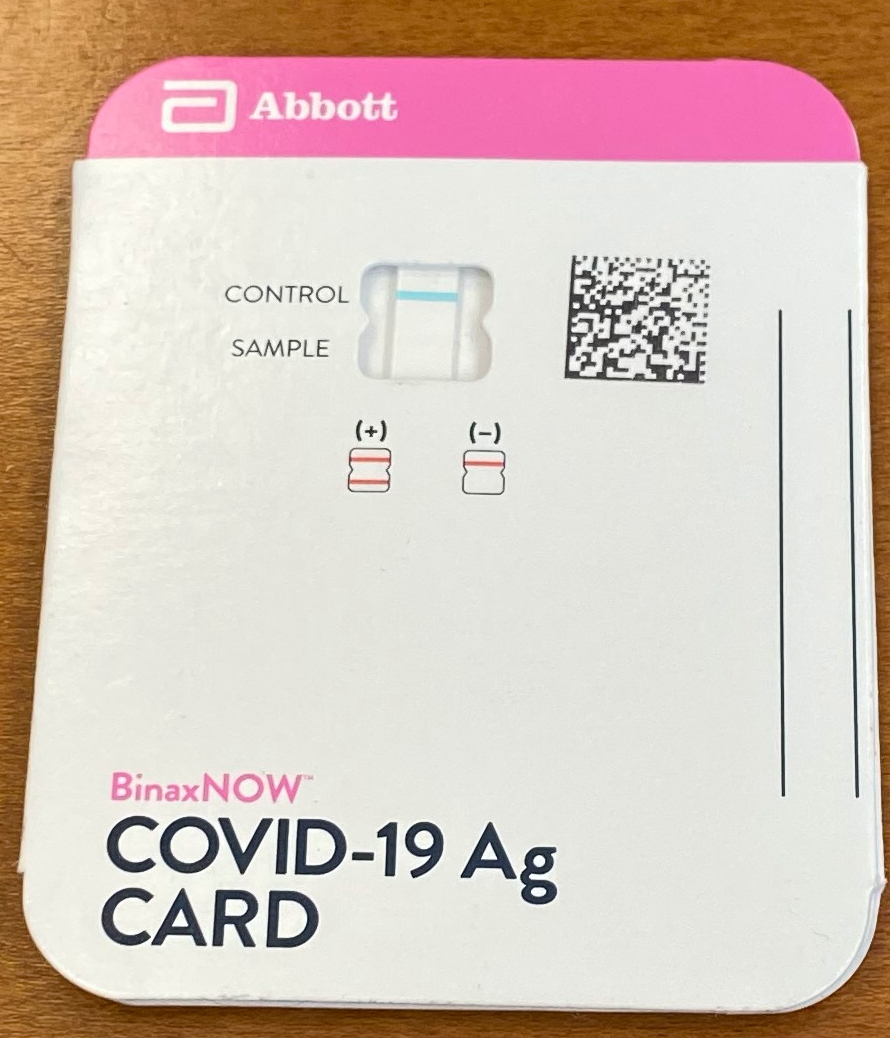 Abbott
CONTROL
SAMPLE
(+) (-)
BinaxNOW™
COVID-19 Ag
CARD